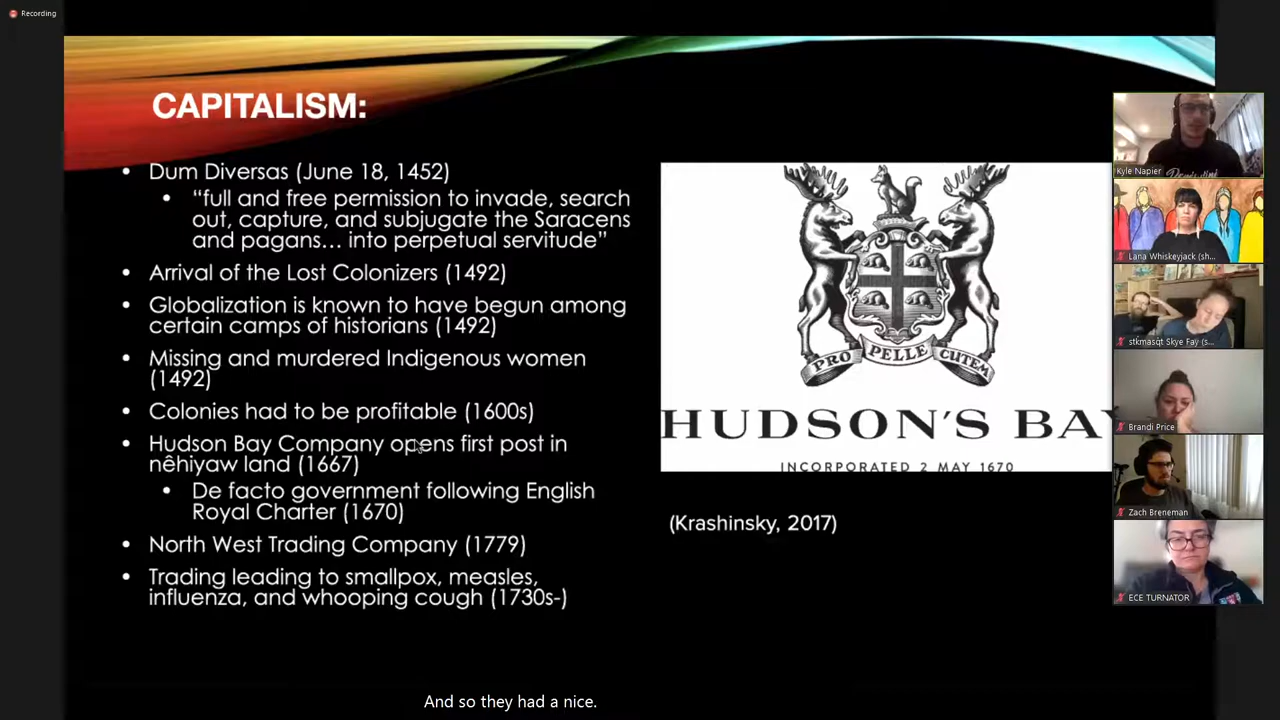 Recording
CAPITALISM:
• Dum Diversas (June 18, 1452)
• “full and free permission to invade, search
out, capture, and subjugate the Saracens
and pagans… into perpetual servitude”
• Arrival of the Lost Colonizers (1492)
• Globalization is known to have begun among
certain camps of historians (1492)
• Missing and murdered Indigenous women
(1492)
• Colonies had to be profitable (1600s)
• Hudson Bay Company opens first post in
nêhiyaw land (1667)
• De facto government following English
Royal Charter (1670)
• North West Trading Company (1779)
• Trading leading to smallpox, measles,
influenza, and whooping cough (1730s-)
PRO PELLE CUTEM
HUDSON'S BAY
INCORPORATED 2 MAY 1670
(Krashinsky, 2017)
Kyle Napier
Lana Whiskeyjack (sh...
stkmasqt Skye Fay (s...
Brandi Price
Zach Breneman
ECE TURNATOR
And so they had a nice.